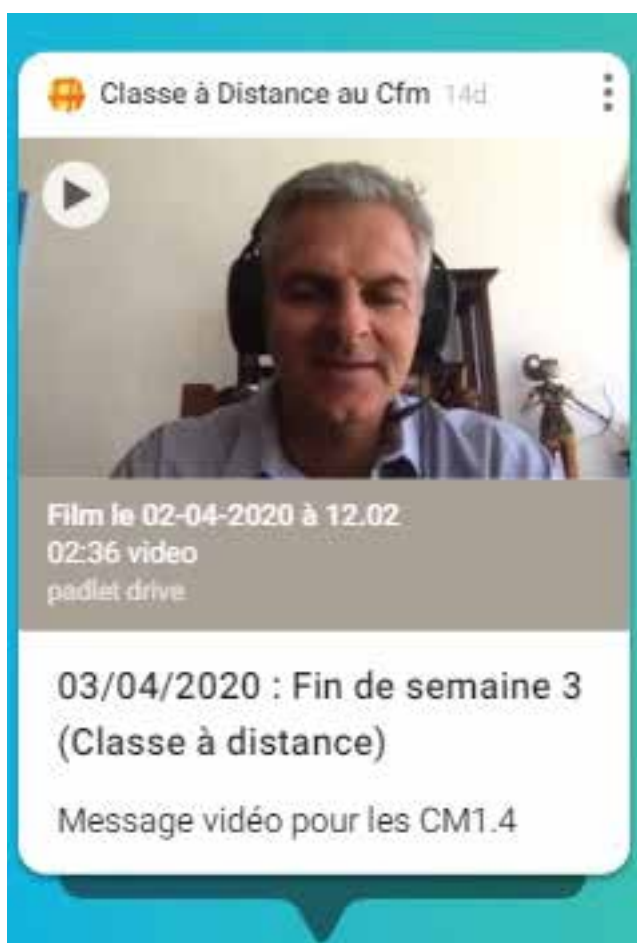 Classe à Distance au Cfm 14d
Film le 02-04-2020 à 12.02
02:36 video
padlet drive
03/04/2020 : Fin de semaine 3
(Classe à distance)
Message vidéo pour les CM1.4